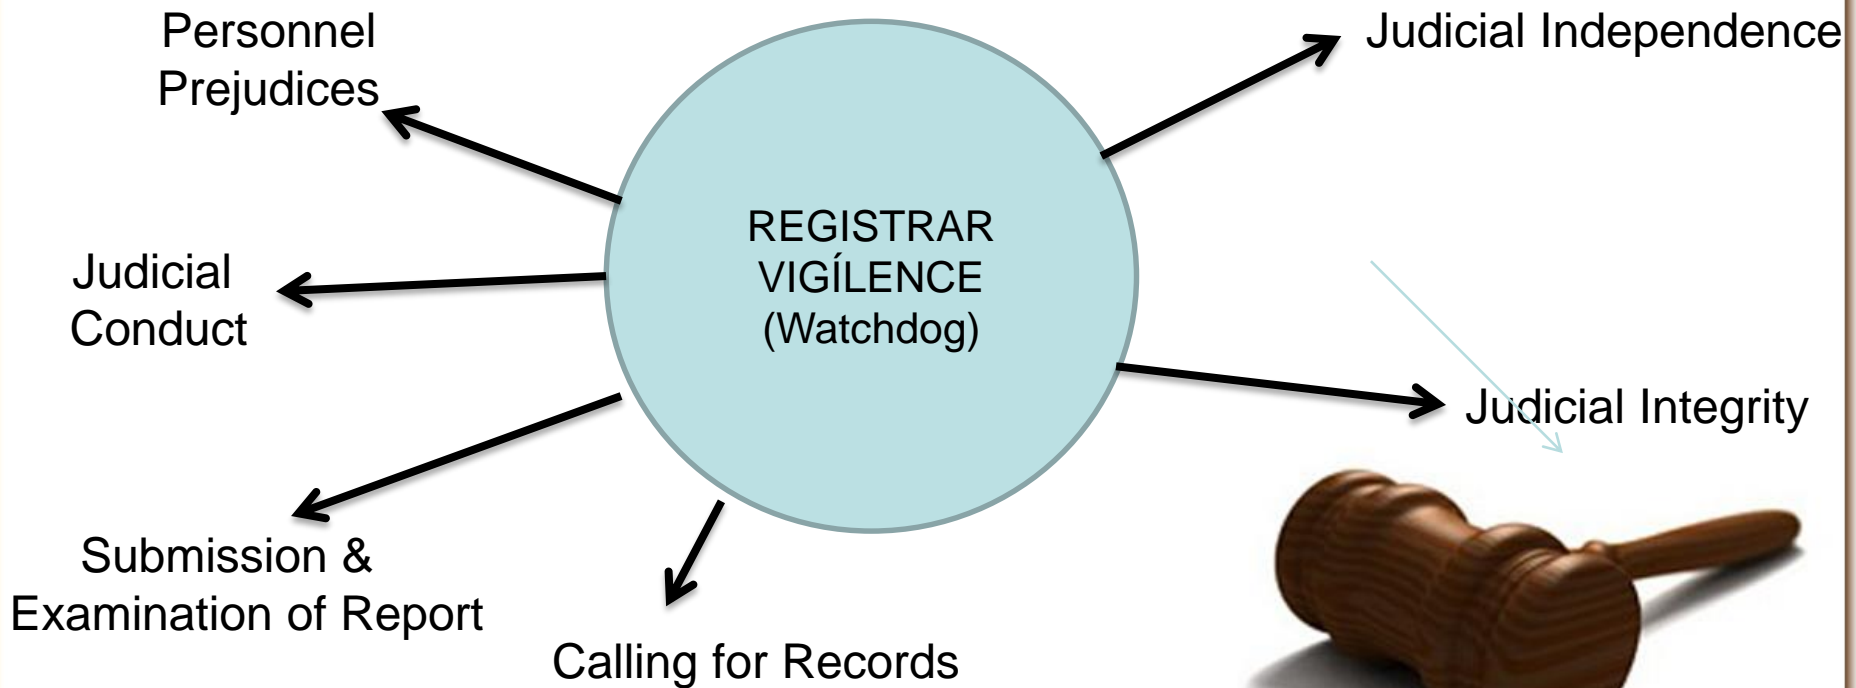 Personnel
Prejudices
Judicial Independence
REGISTRAR
VIGÍLENCE
(Watchdog)
Judicial
Conduct
Judicial Integrity
Submission &
Examination of Report
Calling for Records